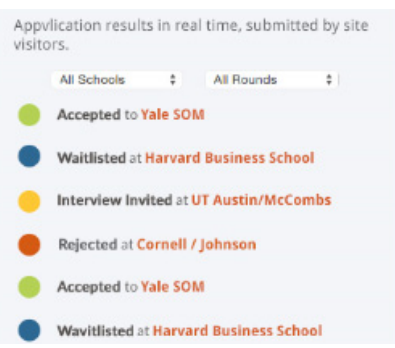 Appvlication results in real time, submitted by site
visitors.
All Schools All Rounds
Accepted to Yale SOM
Waitlisted at Harvard Business School
Interview Invited at UT Austin/McCombs
Rejected at Cornell / Johnson
Accepted to Yale SOM
Wavitlisted at Harvard Business School